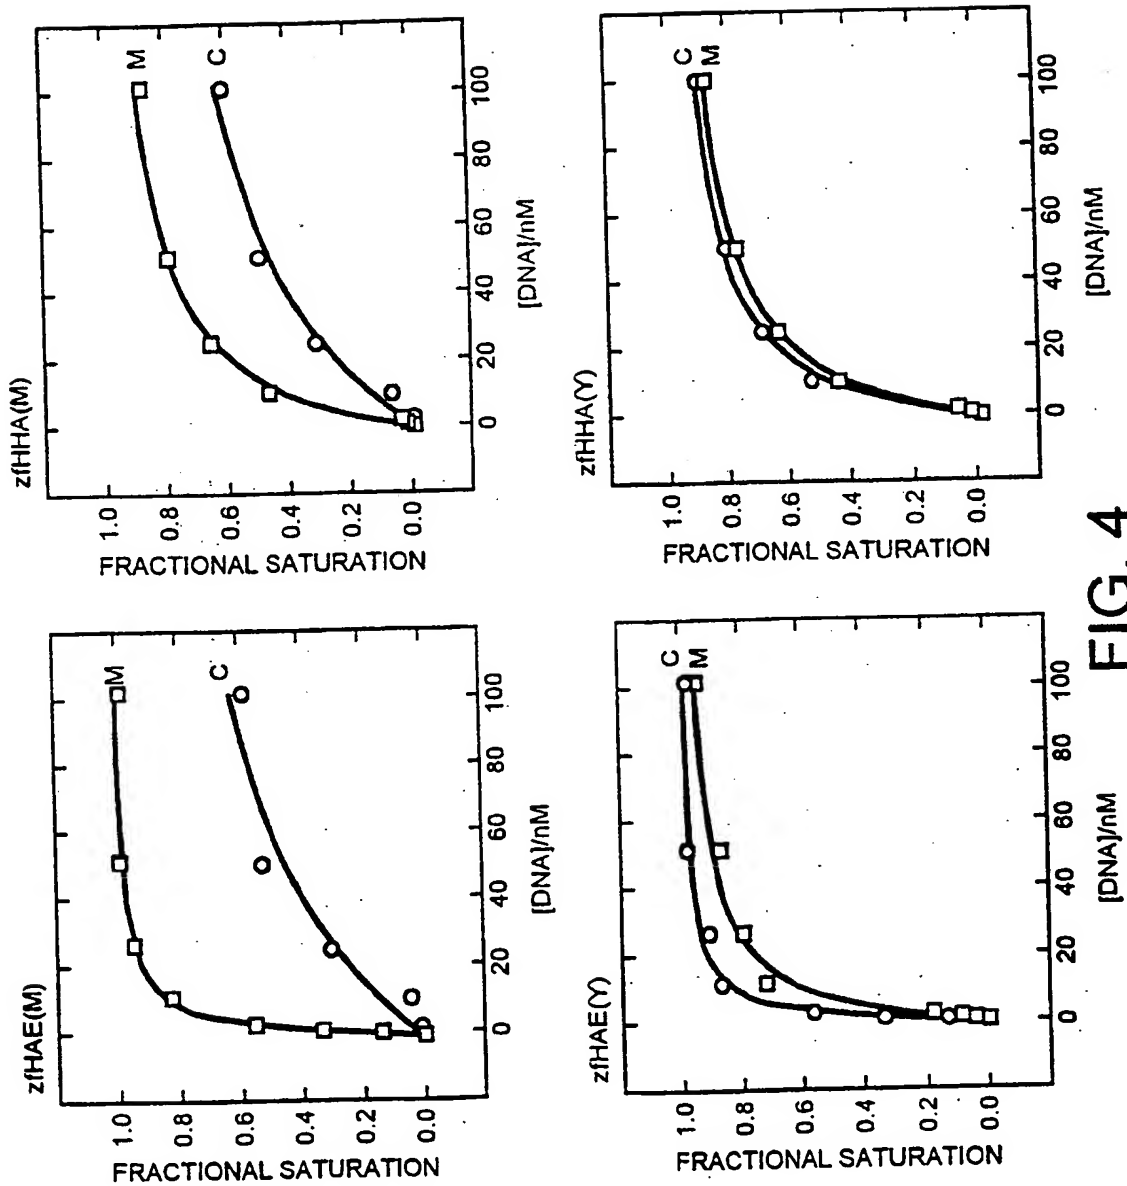 zfHAE(M)
FRACTIONAL SATURATION
1.0
0.8
0.6
0.4
0.2
0.0
M
C
0
20
40
60
80
100
[DNA]/nM
zfHHA(M)
FRACTIONAL SATURATION
1.0
0.8
0.6
0.4
0.2
0.0
M
C
0
20
40
60
80
100
[DNA]/nM
zfHAE(Y)
FRACTIONAL SATURATION
1.0
0.8
0.6
0.4
0.2
0.0
C
M
0
20
40
60
80
100
[DNA]/nM
zfHHA(Y)
FRACTIONAL SATURATION
1.0
0.8
0.6
0.4
0.2
0.0
C
M
0
20
40
60
80
100
[DNA]/nM
FIG. 4